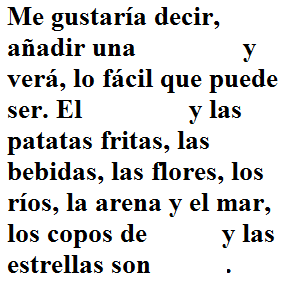 Me gustaría decir,
añadir una y
verá, lo fácil que puede
ser. El y las
patatas fritas, las
bebidas, las flores, los
ríos, la arena y el mar,
los copos de y las
estrellas son .